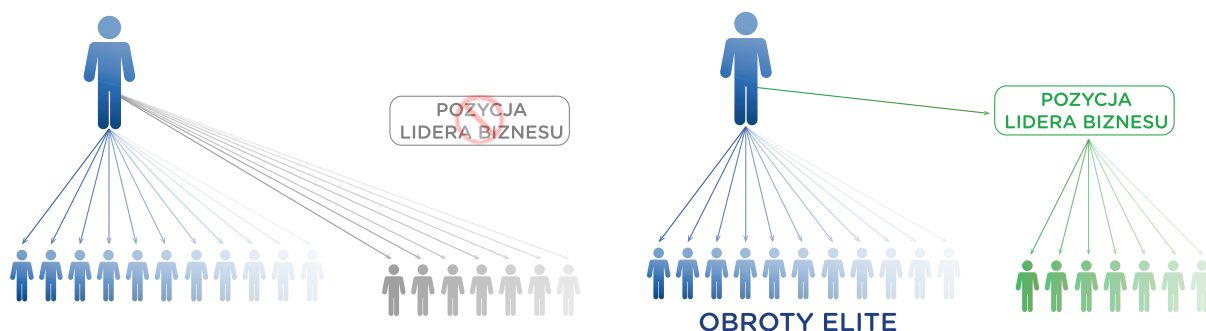 POZYCJA
LIDERA BIZNESU
POZYCJA
LIDERA BIZNESU
OBROTY ELITE